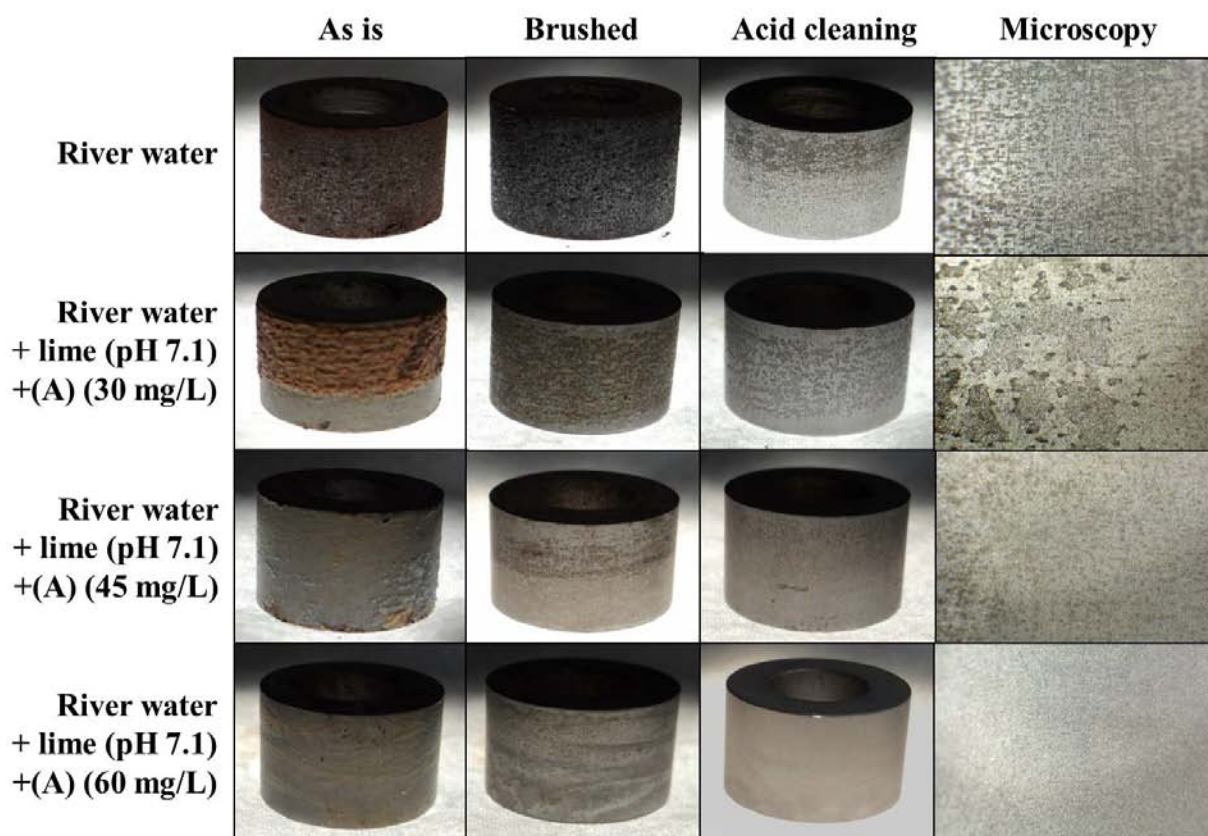 As is
Brushed
Acid cleaning
Microscopy
River water
River water
+ lime (pH 7.1)
+(A) (30 mg/L)
River water
+ lime (pH 7.1)
+(A) (45 mg/L)
River water
+ lime (pH 7.1)
+(A) (60 mg/L)